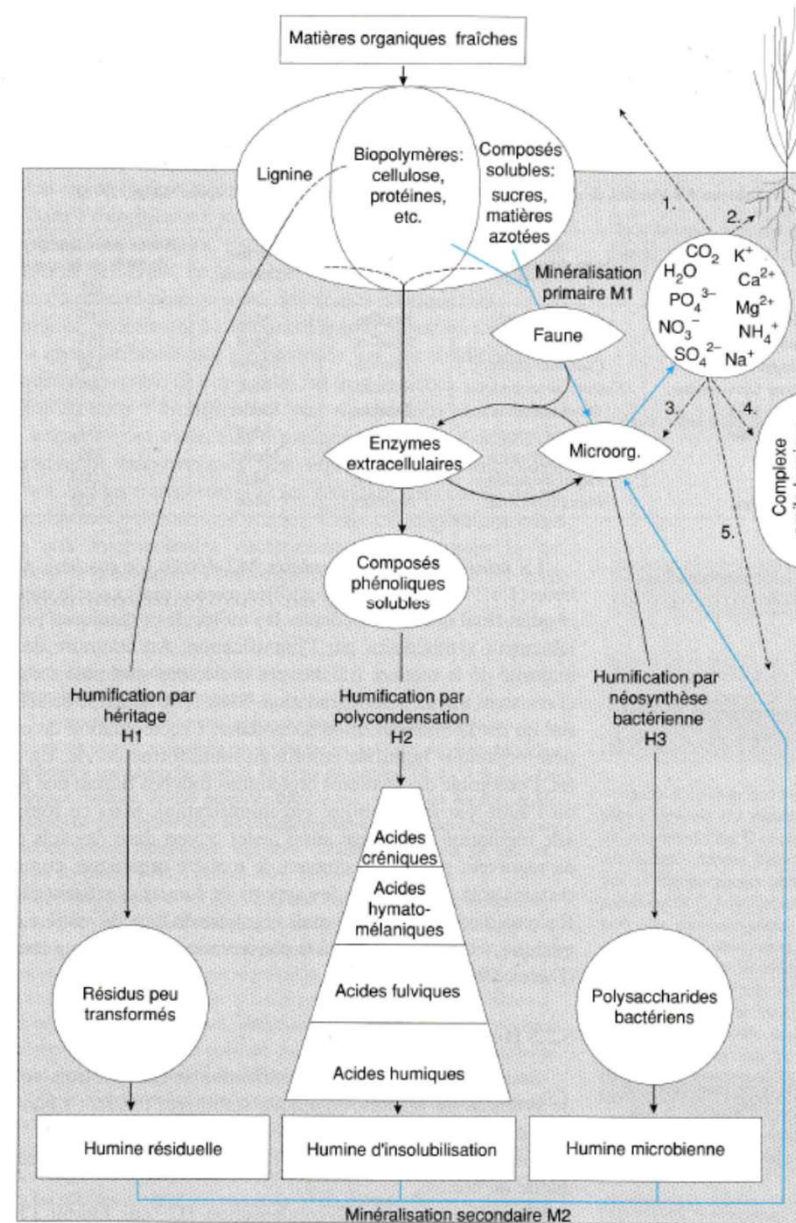 Matières organiques fraîches
Lignine
Biopolymères:
cellulose,
protéines,
etc.
Composés
solubles:
sucres,
matières
azotées
1.
2.
CO₂ K⁺
H₂O Ca²⁺
PO₄³⁻ Mg²⁺
NO₃⁻ NH₄⁺
SO₄²⁻ Na⁺
Minéralisation
primaire M1
Faune
3.
4.
Enzymes
extracellulaires
Microorg.
Complexe
5.
Composés
phénoliques
solubles
Humification par
héritage
H1
Humification par
polycondensation
H2
Humification par
néosynthèse
bactérienne
H3
Acides
créniques
Acides
hymato-
mélaniques
Acides fulviques
Acides humiques
Résidus peu
transformés
Polysaccharides
bactériens
Humine résiduelle
Humine d'insolubilisation
Humine microbienne
Minéralisation secondaire M2